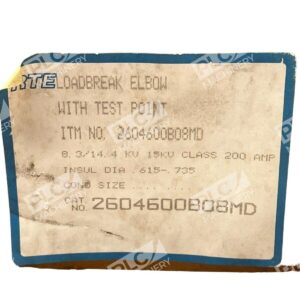 RTE LOADBREAK ELBOW
WITH TEST POINT
ITM NO. 2604600B08MD
8.3/14.4 KV 15KV CLASS 200 AMP
INSUL DIA .615-.735
COND SIZE .... .....
CAT. NO. 2604600B08MD